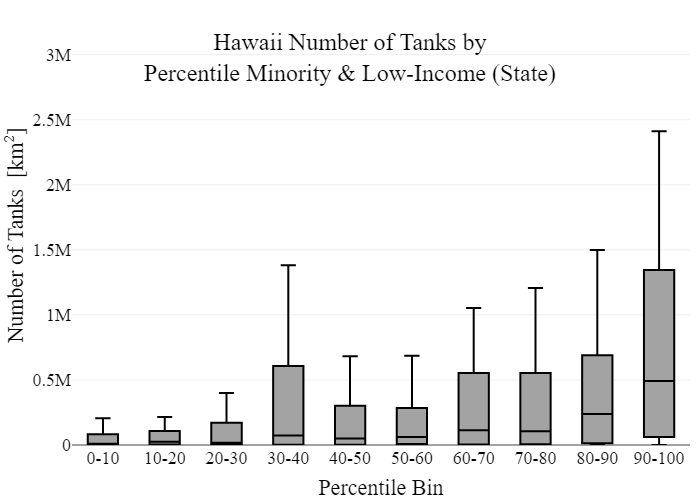 Hawaii Number of Tanks by
Percentile Minority & Low-Income (State)
Number of Tanks [km²]
3M
2.5M
2M
1.5M
1M
0.5M
0
0-10 10-20 20-30 30-40 40-50 50-60 60-70 70-80 80-90 90-100
Percentile Bin